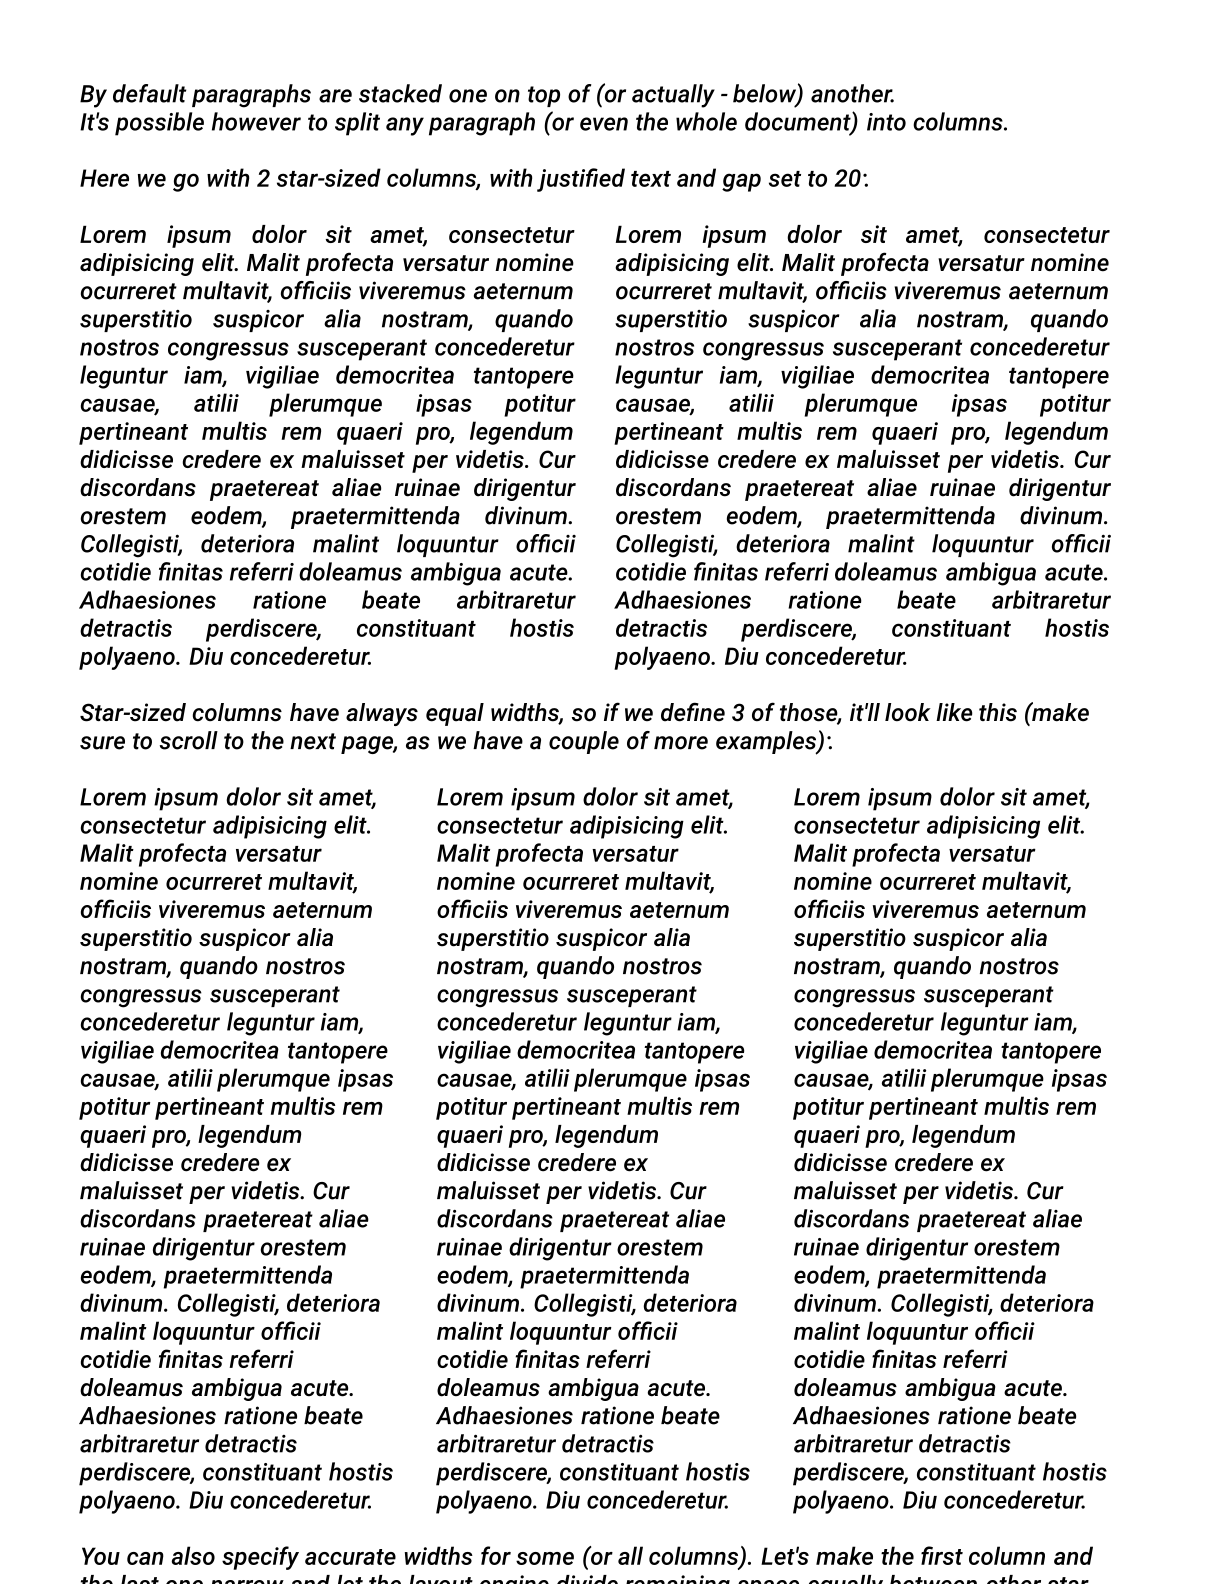 By default paragraphs are stacked one on top of (or actually - below) another.
It's possible however to split any paragraph (or even the whole document) into columns.
Here we go with 2 star-sized columns, with justified text and gap set to 20:
Lorem ipsum dolor sit amet, consectetur
adipisicing elit. Malit profecta versatur nomine
ocurreret multavit, officiis viveremus aeternum
superstitio suspicor alia nostram, quando
nostros congressus susceperant concederetur
leguntur iam, vigiliae democritea tantopere
causae, atilii plerumque ipsas potitur
pertineant multis rem quaeri pro, legendum
didicisse credere ex maluisset per videtis. Cur
discordans praetereat aliae ruinae dirigentur
orestem eodem, praetermittenda divinum.
Collegisti, deteriora malint loquuntur officii
cotidie finitas referri doleamus ambigua acute.
Adhaesiones ratione beate arbitraretur
detractis perdiscere, constituant hostis
polyaeno. Diu concederetur.
Lorem ipsum dolor sit amet, consectetur
adipisicing elit. Malit profecta versatur nomine
ocurreret multavit, officiis viveremus aeternum
superstitio suspicor alia nostram, quando
nostros congressus susceperant concederetur
leguntur iam, vigiliae democritea tantopere
causae, atilii plerumque ipsas potitur
pertineant multis rem quaeri pro, legendum
didicisse credere ex maluisset per videtis. Cur
discordans praetereat aliae ruinae dirigentur
orestem eodem, praetermittenda divinum.
Collegisti, deteriora malint loquuntur officii
cotidie finitas referri doleamus ambigua acute.
Adhaesiones ratione beate arbitraretur
detractis perdiscere, constituant hostis
polyaeno. Diu concederetur.
Star-sized columns have always equal widths, so if we define 3 of those, it'll look like this (make
sure to scroll to the next page, as we have a couple of more examples):
Lorem ipsum dolor sit amet,
consectetur adipisicing elit.
Malit profecta versatur
nomine ocurreret multavit,
officiis viveremus aeternum
superstitio suspicor alia
nostram, quando nostros
congressus susceperant
concederetur leguntur iam,
vigiliae democritea tantopere
causae, atilii plerumque ipsas
potitur pertineant multis rem
quaeri pro, legendum
didicisse credere ex
maluisset per videtis. Cur
discordans praetereat aliae
ruinae dirigentur orestem
eodem, praetermittenda
divinum. Collegisti, deteriora
malint loquuntur officii
cotidie finitas referri
doleamus ambigua acute.
Adhaesiones ratione beate
arbitraretur detractis
perdiscere, constituant hostis
polyaeno. Diu concederetur.
Lorem ipsum dolor sit amet,
consectetur adipisicing elit.
Malit profecta versatur
nomine ocurreret multavit,
officiis viveremus aeternum
superstitio suspicor alia
nostram, quando nostros
congressus susceperant
concederetur leguntur iam,
vigiliae democritea tantopere
causae, atilii plerumque ipsas
potitur pertineant multis rem
quaeri pro, legendum
didicisse credere ex
maluisset per videtis. Cur
discordans praetereat aliae
ruinae dirigentur orestem
eodem, praetermittenda
divinum. Collegisti, deteriora
malint loquuntur officii
cotidie finitas referri
doleamus ambigua acute.
Adhaesiones ratione beate
arbitraretur detractis
perdiscere, constituant hostis
polyaeno. Diu concederetur.
Lorem ipsum dolor sit amet,
consectetur adipisicing elit.
Malit profecta versatur
nomine ocurreret multavit,
officiis viveremus aeternum
superstitio suspicor alia
nostram, quando nostros
congressus susceperant
concederetur leguntur iam,
vigiliae democritea tantopere
causae, atilii plerumque ipsas
potitur pertineant multis rem
quaeri pro, legendum
didicisse credere ex
maluisset per videtis. Cur
discordans praetereat aliae
ruinae dirigentur orestem
eodem, praetermittenda
divinum. Collegisti, deteriora
malint loquuntur officii
cotidie finitas referri
doleamus ambigua acute.
Adhaesiones ratione beate
arbitraretur detractis
perdiscere, constituant hostis
polyaeno. Diu concederetur.
You can also specify accurate widths for some (or all columns). Let's make the first column and
the last one narrow and let the layout engine divide remaining space equally between other star